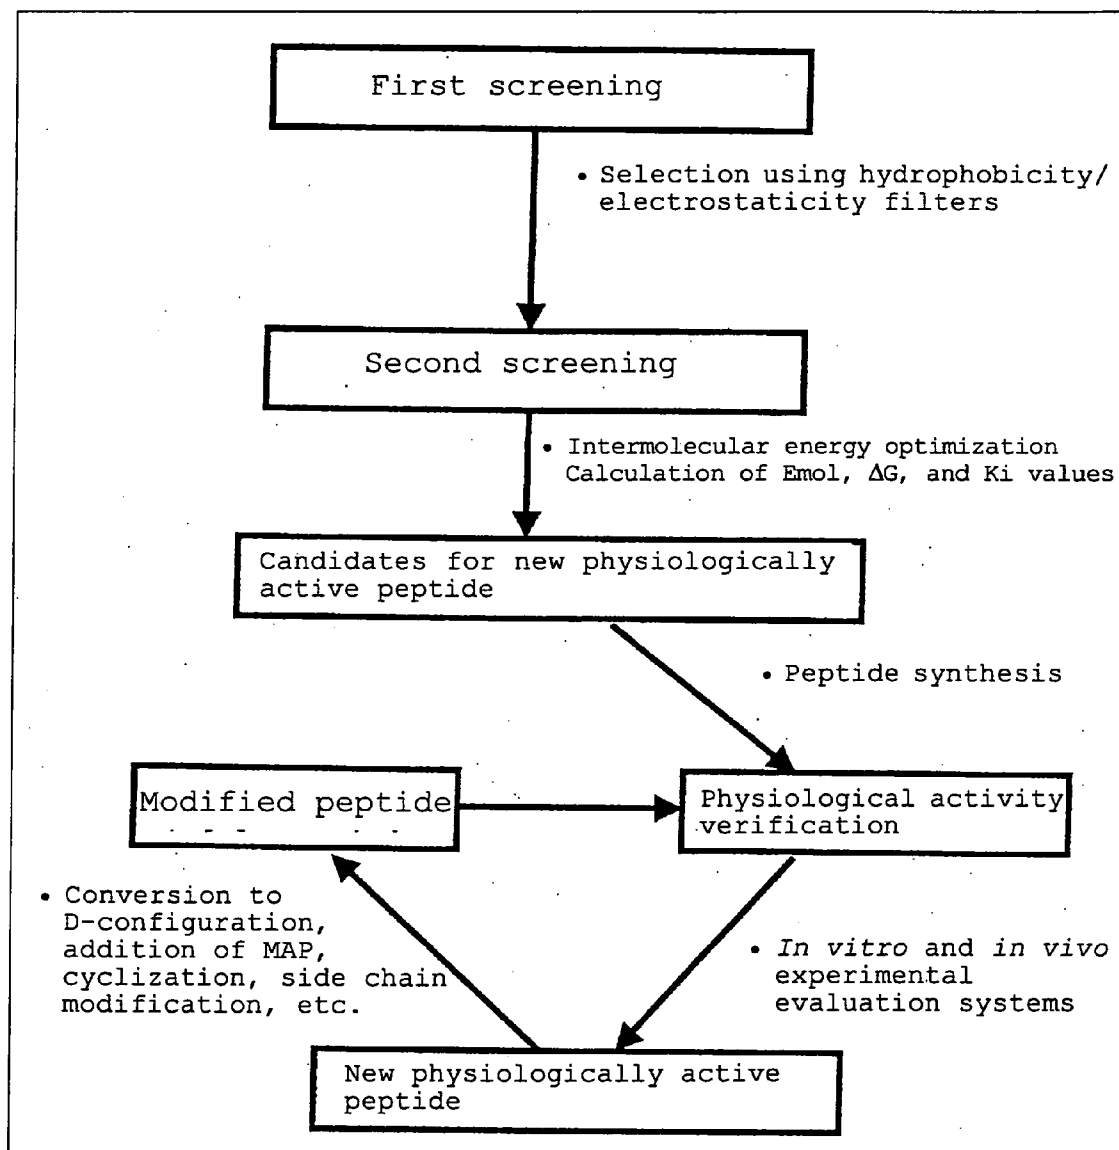 First screening
• Selection using hydrophobicity/
electrostaticity filters
Second screening
• Intermolecular energy optimization
Calculation of Emol, ΔG, and Ki values
Candidates for new physiologically
active peptide
• Peptide synthesis
Modified peptide
Physiological activity
verification
• Conversion to
D-configuration,
addition of MAP,
cyclization, side chain
modification, etc.
• In vitro and in vivo
experimental
evaluation systems
New physiologically active
peptide